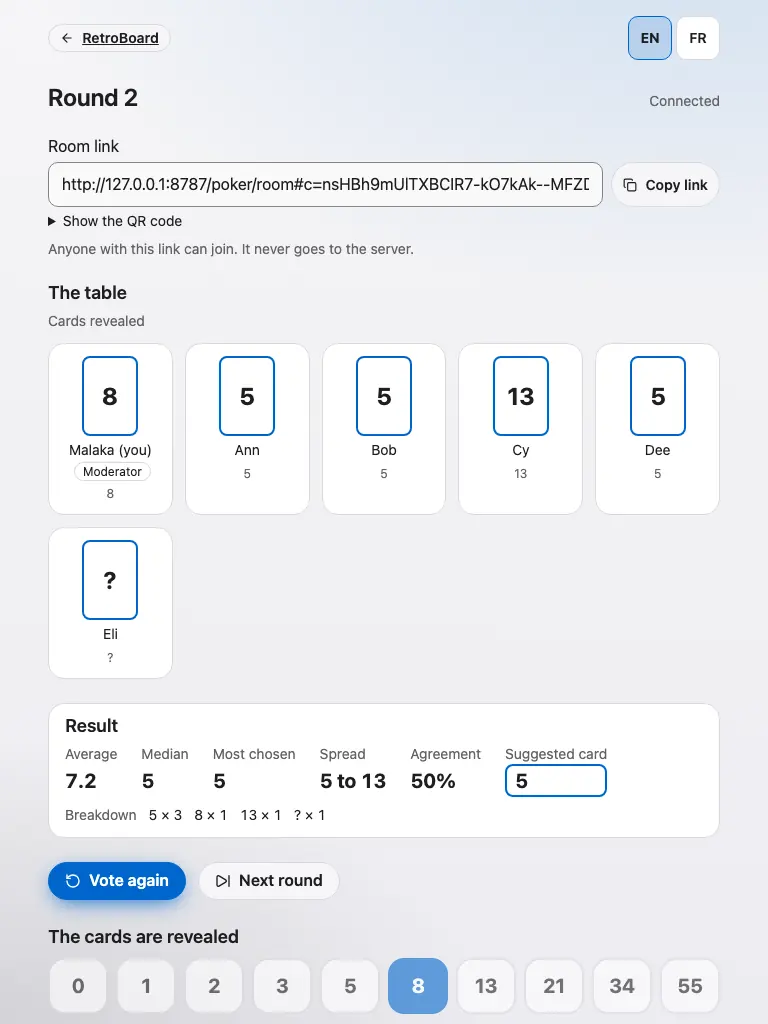 RetroBoard
EN FR
Round 2
Connected
Room link
http://127.0.0.1:8787/poker/room#c=nsHBh9mUlTXBClR7-kO7kAk--MFZD
Copy link
Show the QR code
Anyone with this link can join. It never goes to the server.
The table
Cards revealed
8 5 5 13 5
Malaka (you) Ann Bob Cy Dee
Moderator 5 5 13 5
8
?
Eli
?
Result
Average Median Most chosen Spread Agreement Suggested card
7.2 5 5 5 to 13 50% 5
Breakdown 5 × 3 8 × 1 13 × 1 ? × 1
Vote again Next round
The cards are revealed
0 1 2 3 5 8 13 21 34 55